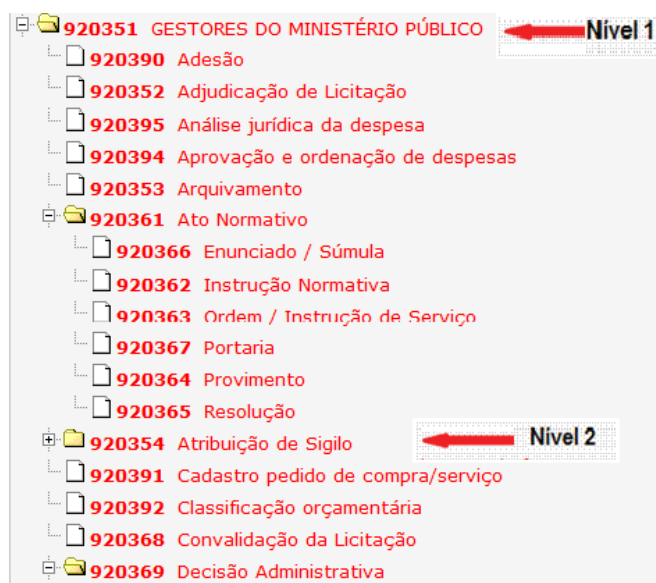 920351 GESTORES DO MINISTÉRIO PÚBLICO Nível 1
920390 Adesão
920352 Adjudicação de Licitação
920395 Análise jurídica da despesa
920394 Aprovação e ordenação de despesas
920353 Arquivamento
920361 Ato Normativo
920366 Enunciado / Súmula
920362 Instrução Normativa
920363 Ordem / Instrução de Serviço
920367 Portaria
920364 Provimento
920365 Resolução
920354 Atribuição de Sigilo Nível 2
920391 Cadastro pedido de compra/serviço
920392 Classificação orçamentária
920368 Convalidação da Licitação
920369 Decisão Administrativa